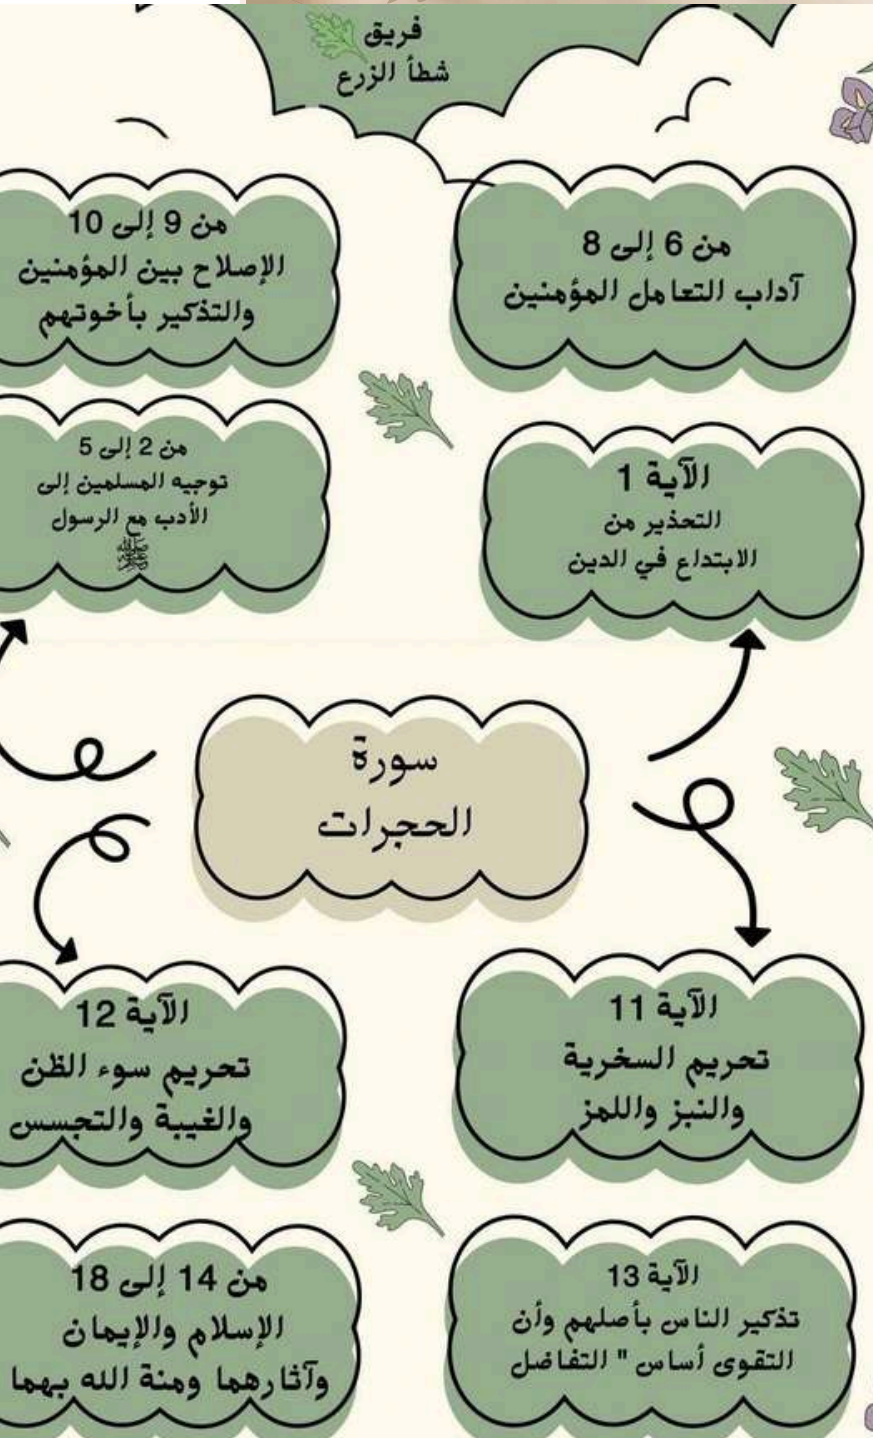 فريق
شطأ الزرع
من 6 إلى 8
آداب التعامل المؤمنين
من 9 إلى 10
الإصلاح بين المؤمنين
والتذكير بأخوتهم
الآية 1
التحذير من
الابتداع في الدين
من 2 إلى 5
توجيه المسلمين إلى
الأدب مع الرسول
ﷺ
سورة
الحجرات
الآية 11
تحريم السخرية
والنبز واللمز
الآية 12
تحريم سوء الظن
والغيبة والتجسس
الآية 13
تذكير الناس بأصلهم وأن
التقوى أساس " التفاضل
من 14 إلى 18
الإسلام والإيمان
وآثارهما ومنة الله بهما